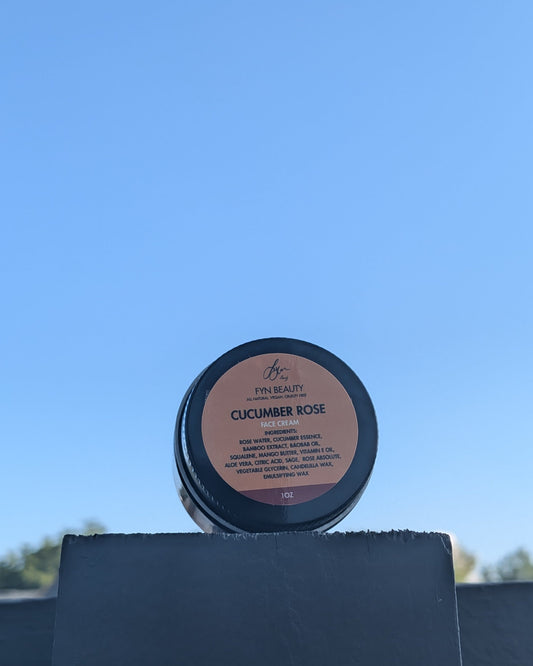 FYN BEAUTY
ALL NATURAL, VEGAN, CRUELTY FREE
CUCUMBER ROSE
FACE CREAM
INGREDIENTS:
ROSE WATER, CUCUMBER ESSENCE,
BAMBOO EXTRACT, BAOBAB OIL,
SQUALENE, MANGO BUTTER, VITAMIN E OIL,
ALOE VERA, CITRIC ACID, SAGE, ROSE ABSOLUTE,
VEGETABLE GLYCERIN, CANDELILLA WAX,
EMULSIFYING WAX
1OZ